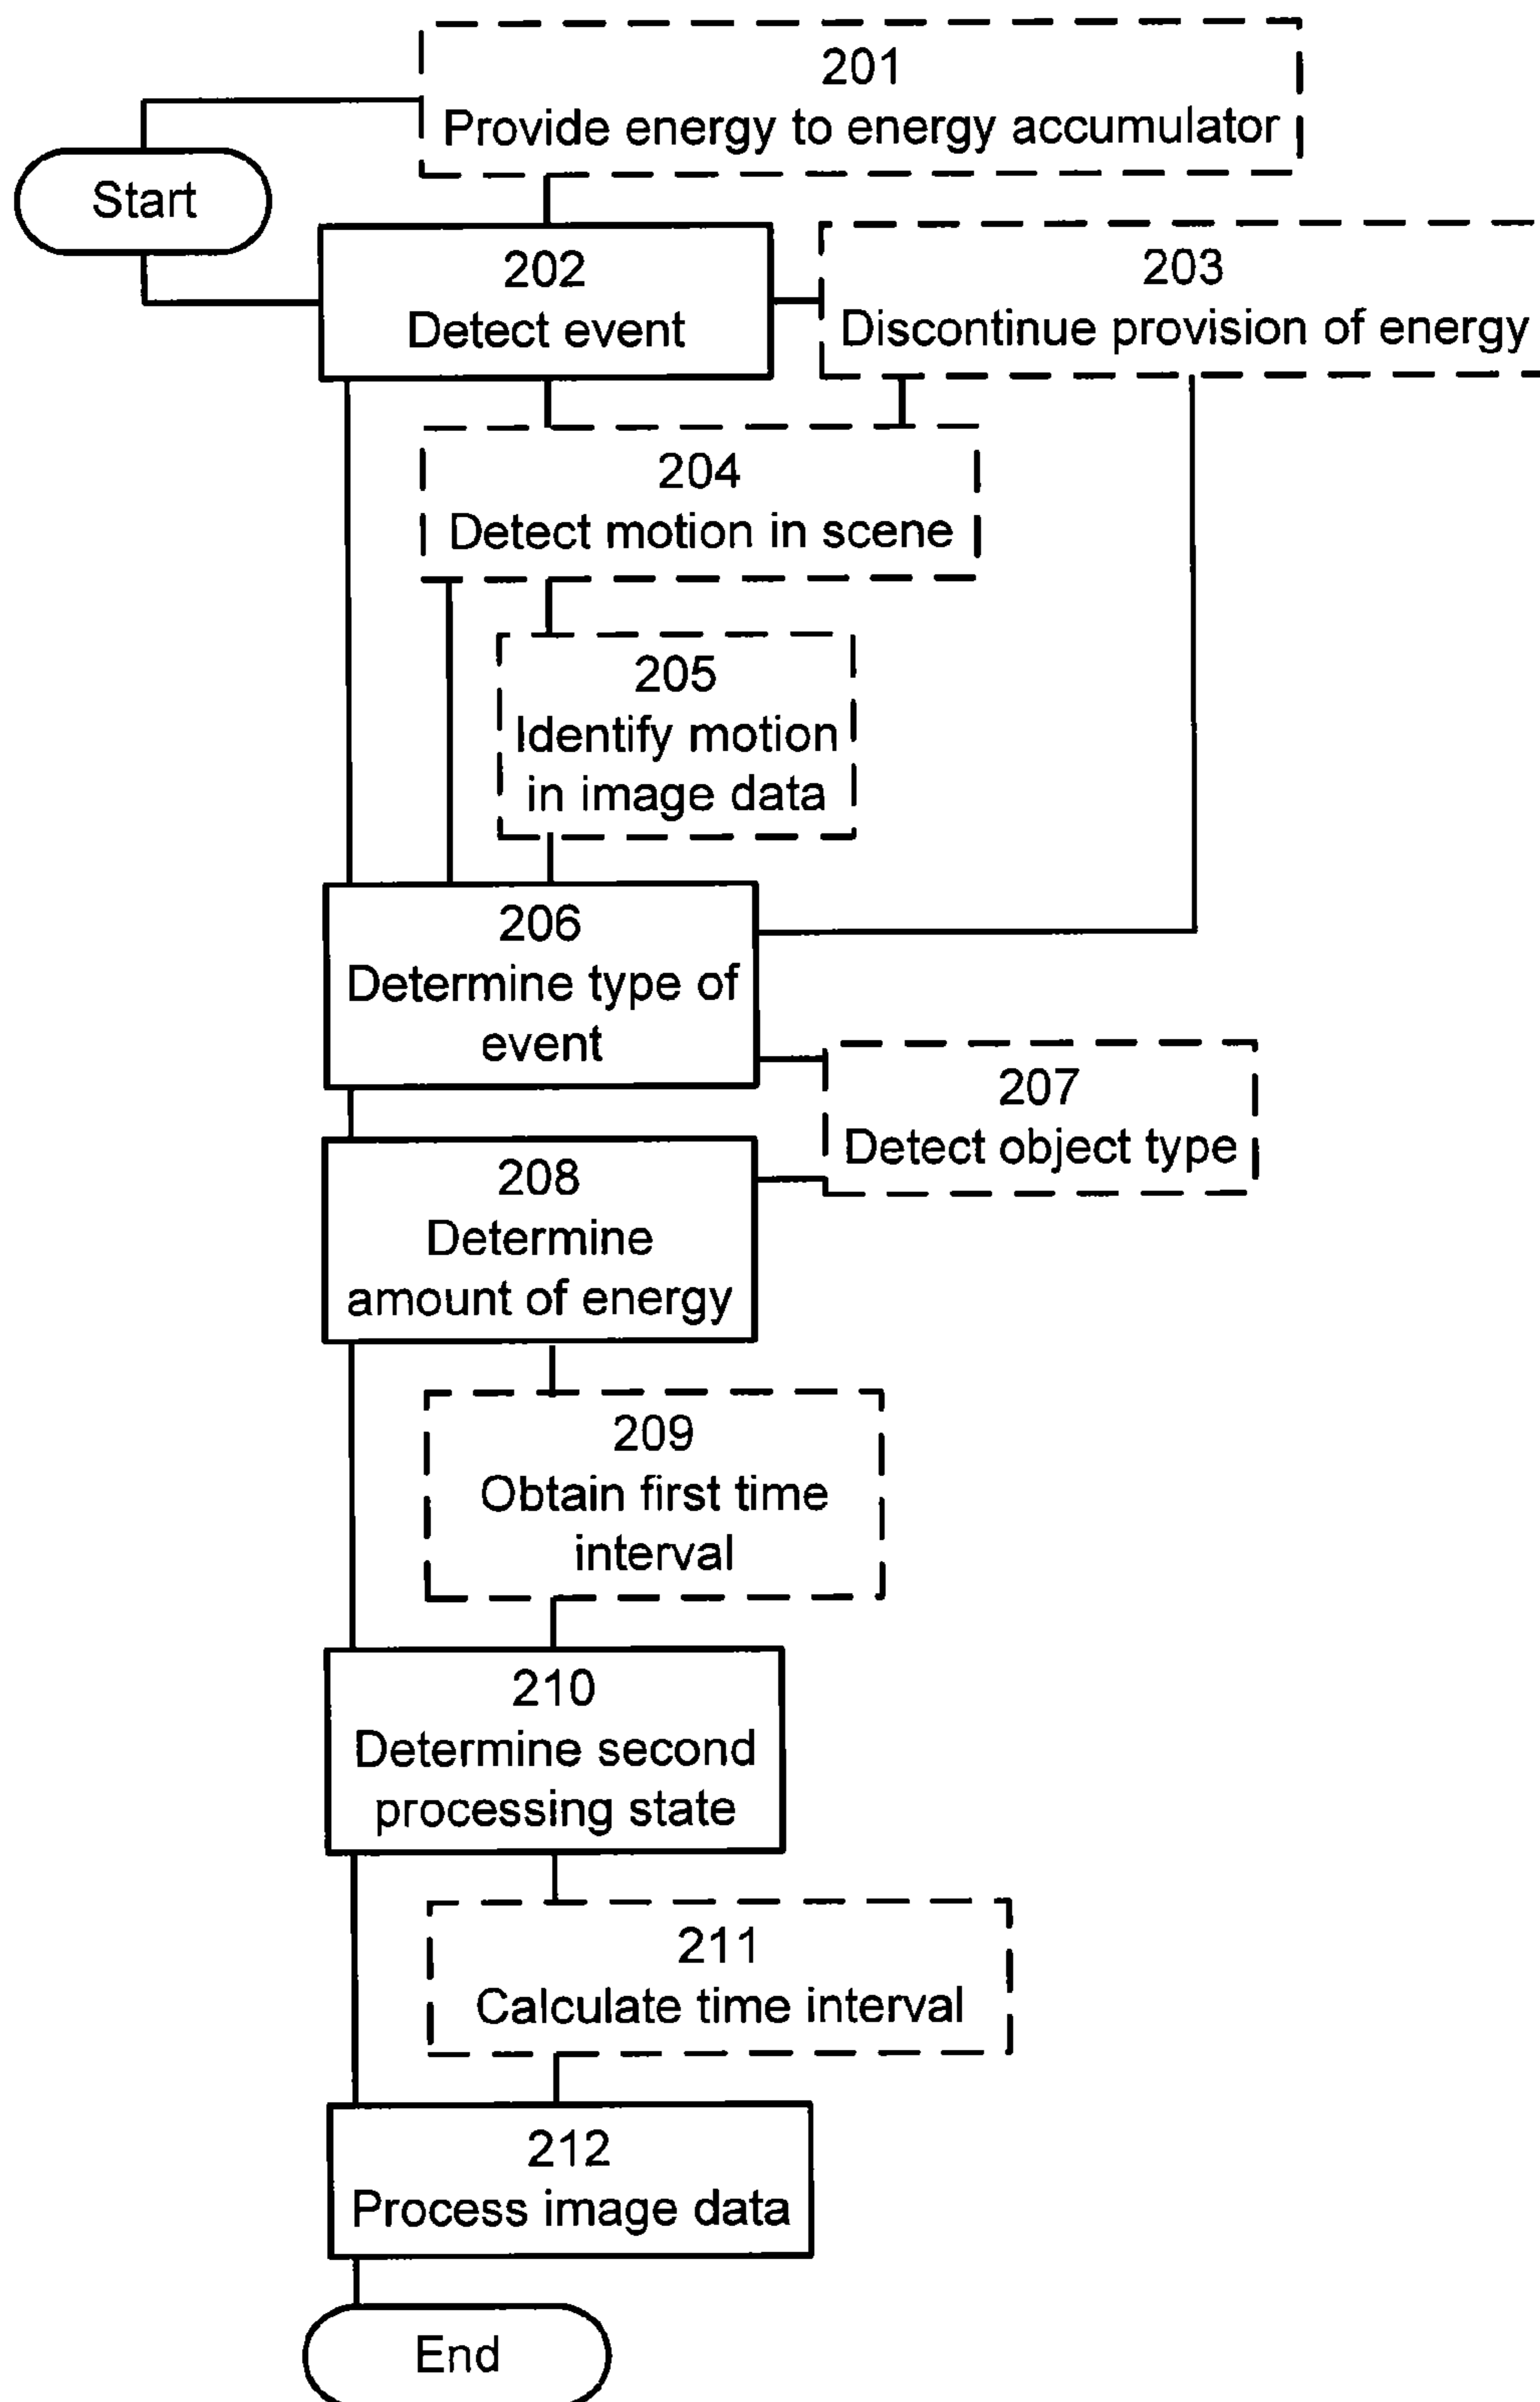 201
Provide energy to energy accumulator
Start
202
Detect event
203
Discontinue provision of energy
204
Detect motion in scene
205
Identify motion
in image data
206
Determine type of
event
207
Detect object type
208
Determine
amount of energy
209
Obtain first time
interval
210
Determine second
processing state
211
Calculate time interval
212
Process image data
End